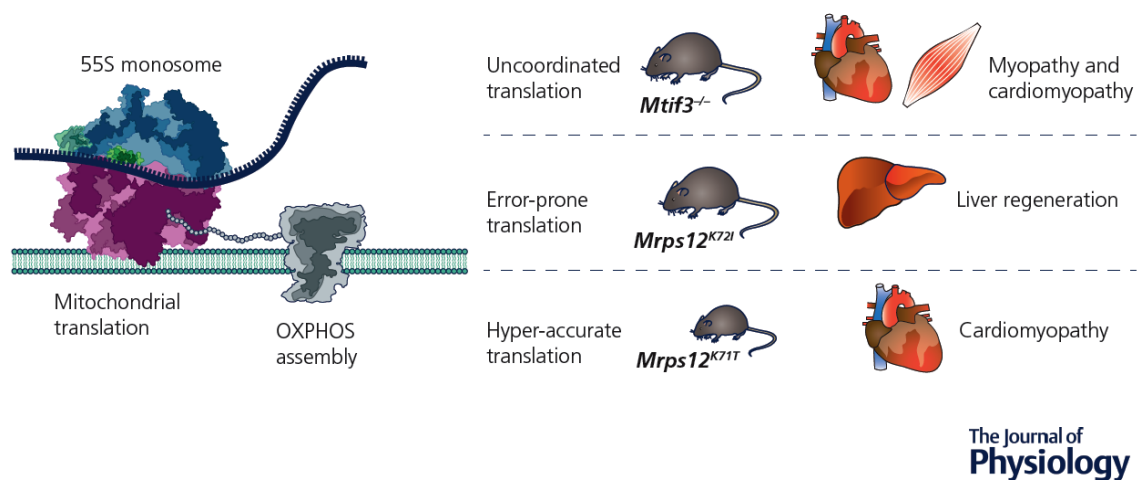 55S monosome
Mitochondrial
translation
OXPHOS
assembly
Uncoordinated
translation
Mtif3–/–
Myopathy and
cardiomyopathy
Error-prone
translation
Mrps12K72I
Liver regeneration
Hyper-accurate
translation
Mrps12K71T
Cardiomyopathy
The Journal of
Physiology